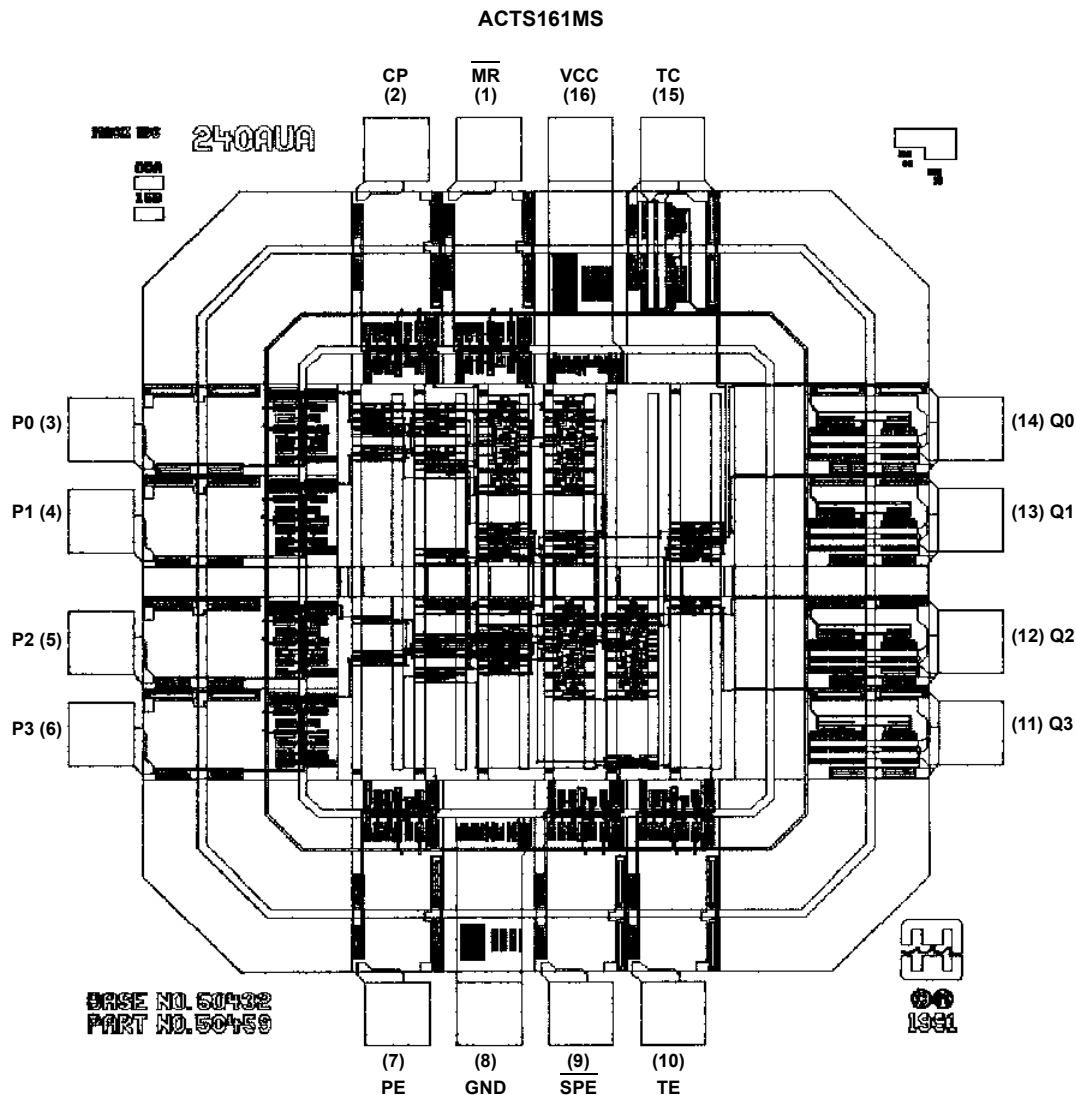 ACTS161MS
CP
(2)
MR
(1)
VCC
(16)
TC
(15)
240AUA
P0 (3)
P1 (4)
P2 (5)
P3 (6)
(14) Q0
(13) Q1
(12) Q2
(11) Q3
BASE NO. 50432
PART NO. 50459
1991
(7)
PE
(8)
GND
(9)
SPE
(10)
TE